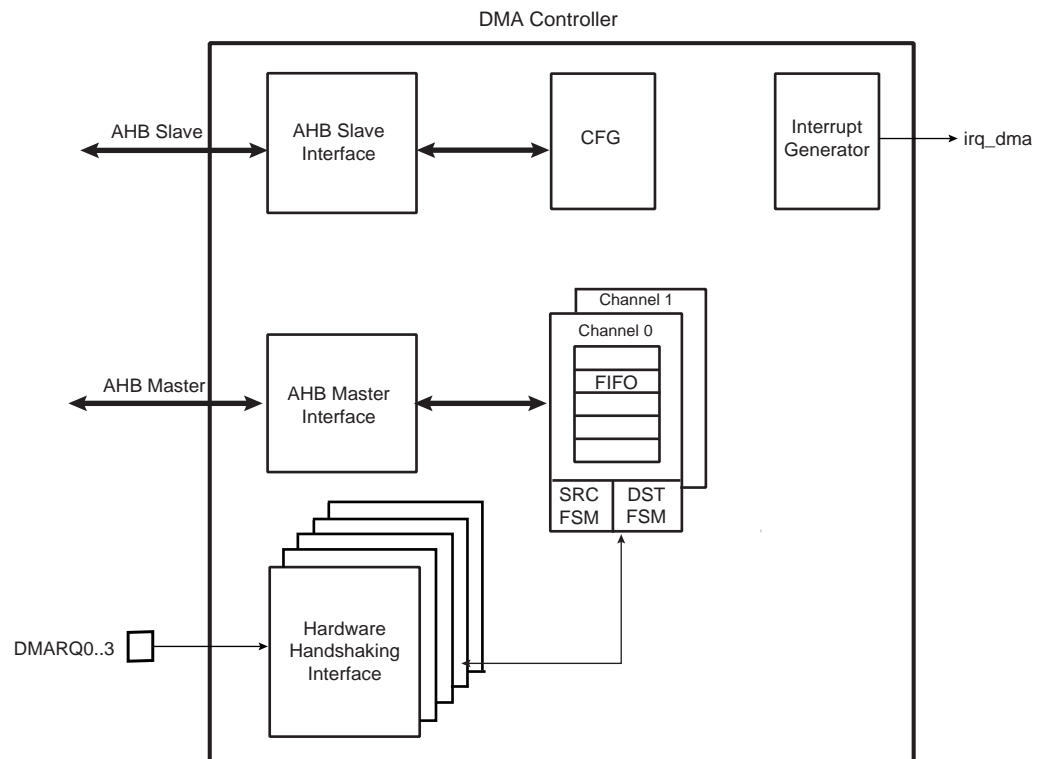 DMA Controller
AHB Slave
AHB Slave
Interface
CFG
Interrupt
Generator
irq_dma
Channel 1
Channel 0
FIFO
AHB Master
AHB Master
Interface
SRC
FSM
DST
FSM
DMARQ0..3
Hardware
Handshaking
Interface